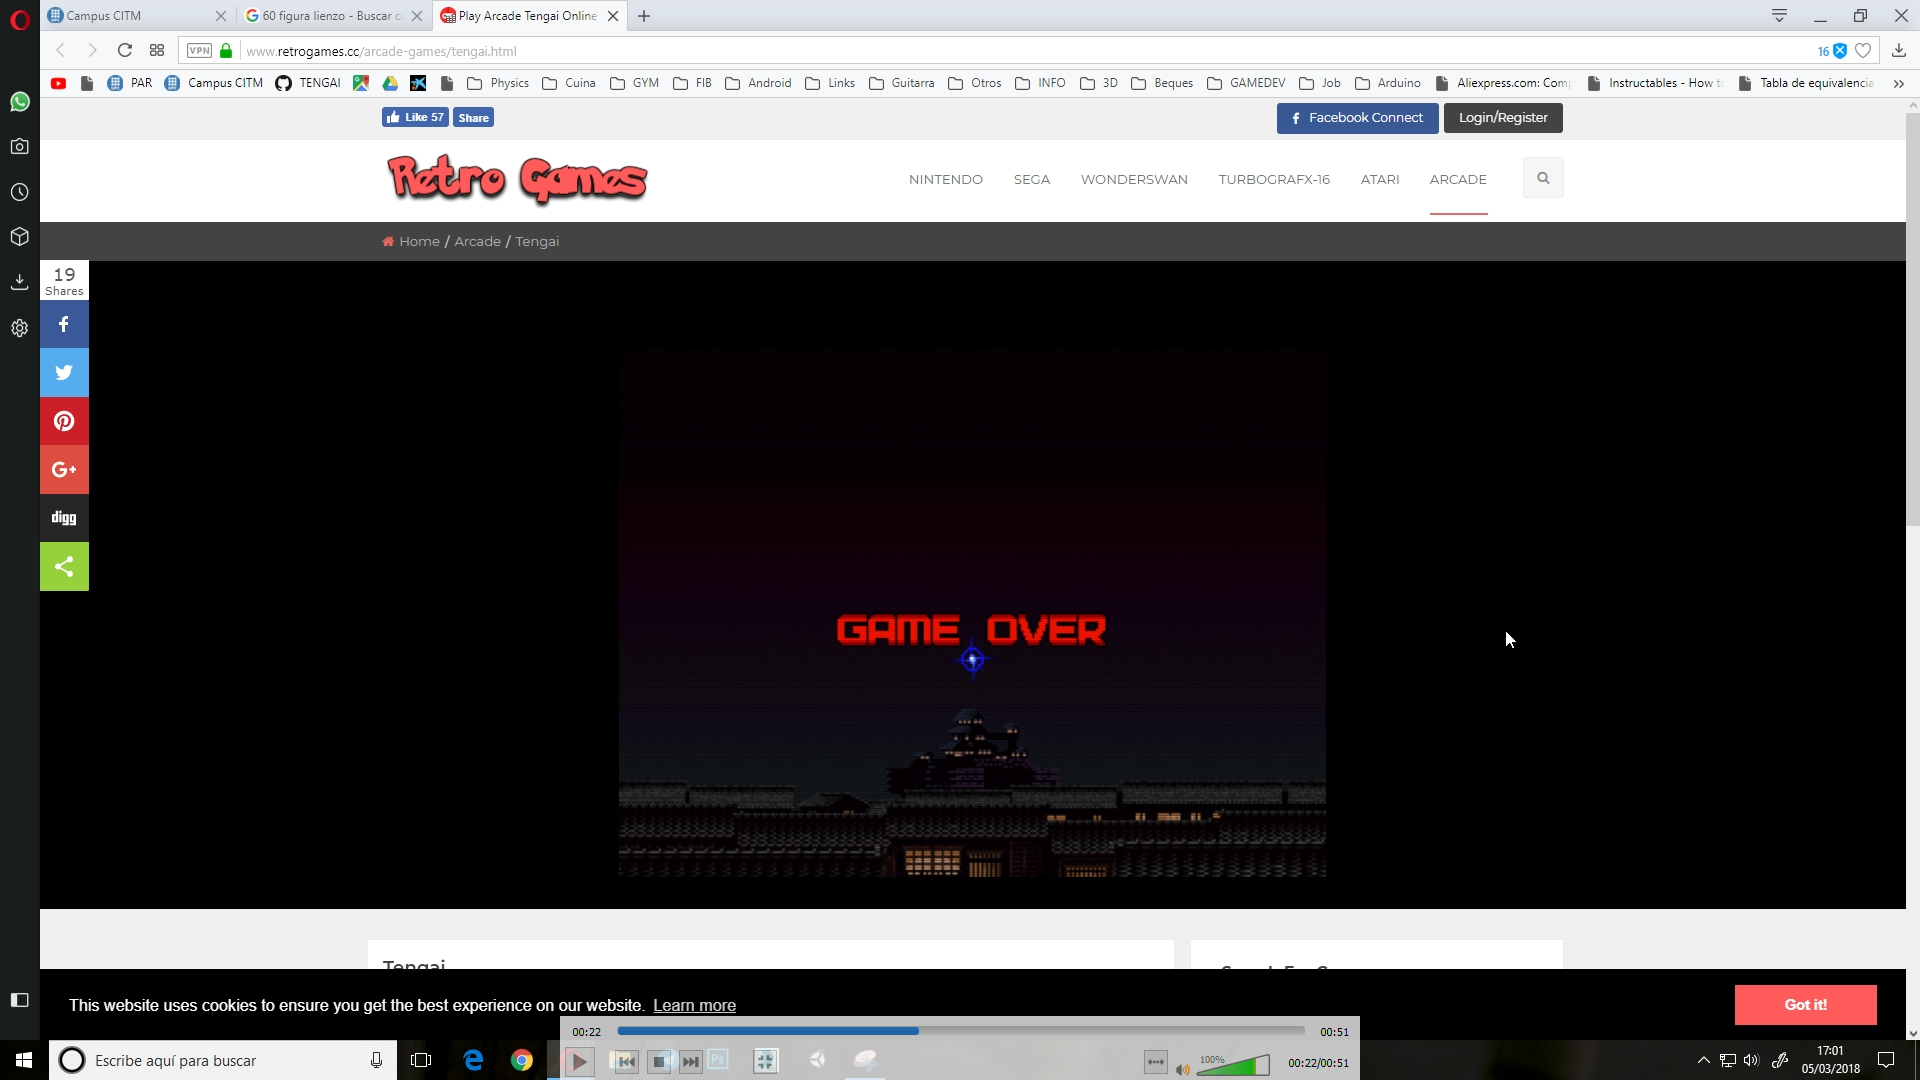 Campus CITM
60 figura lienzo - Buscar c
Play Arcade Tengai Online
VPN
www.retrogames.cc/arcade-games/tengai.html
16
PAR
Campus CITM
TENGAI
Physics
Cuina
GYM
FIB
Android
Links
Guitarra
Otros
INFO
3D
Beques
GAMEDEV
Job
Arduino
Aliexpress.com: Com
Instructables - How t
Tabla de equivalencia
Like 57
Share
Facebook Connect
Login/Register
Retro Games
NINTENDO
SEGA
WONDERSWAN
TURBOGRAFX-16
ATARI
ARCADE
Home / Arcade / Tengai
19
Shares
G+
digg
GAME OVER
Tengai
This website uses cookies to ensure you get the best experience on our website. Learn more
Got it!
00:22
00:51
Escribe aquí para buscar
Ps
100%
00:22/00:51
17:01
05/03/2018